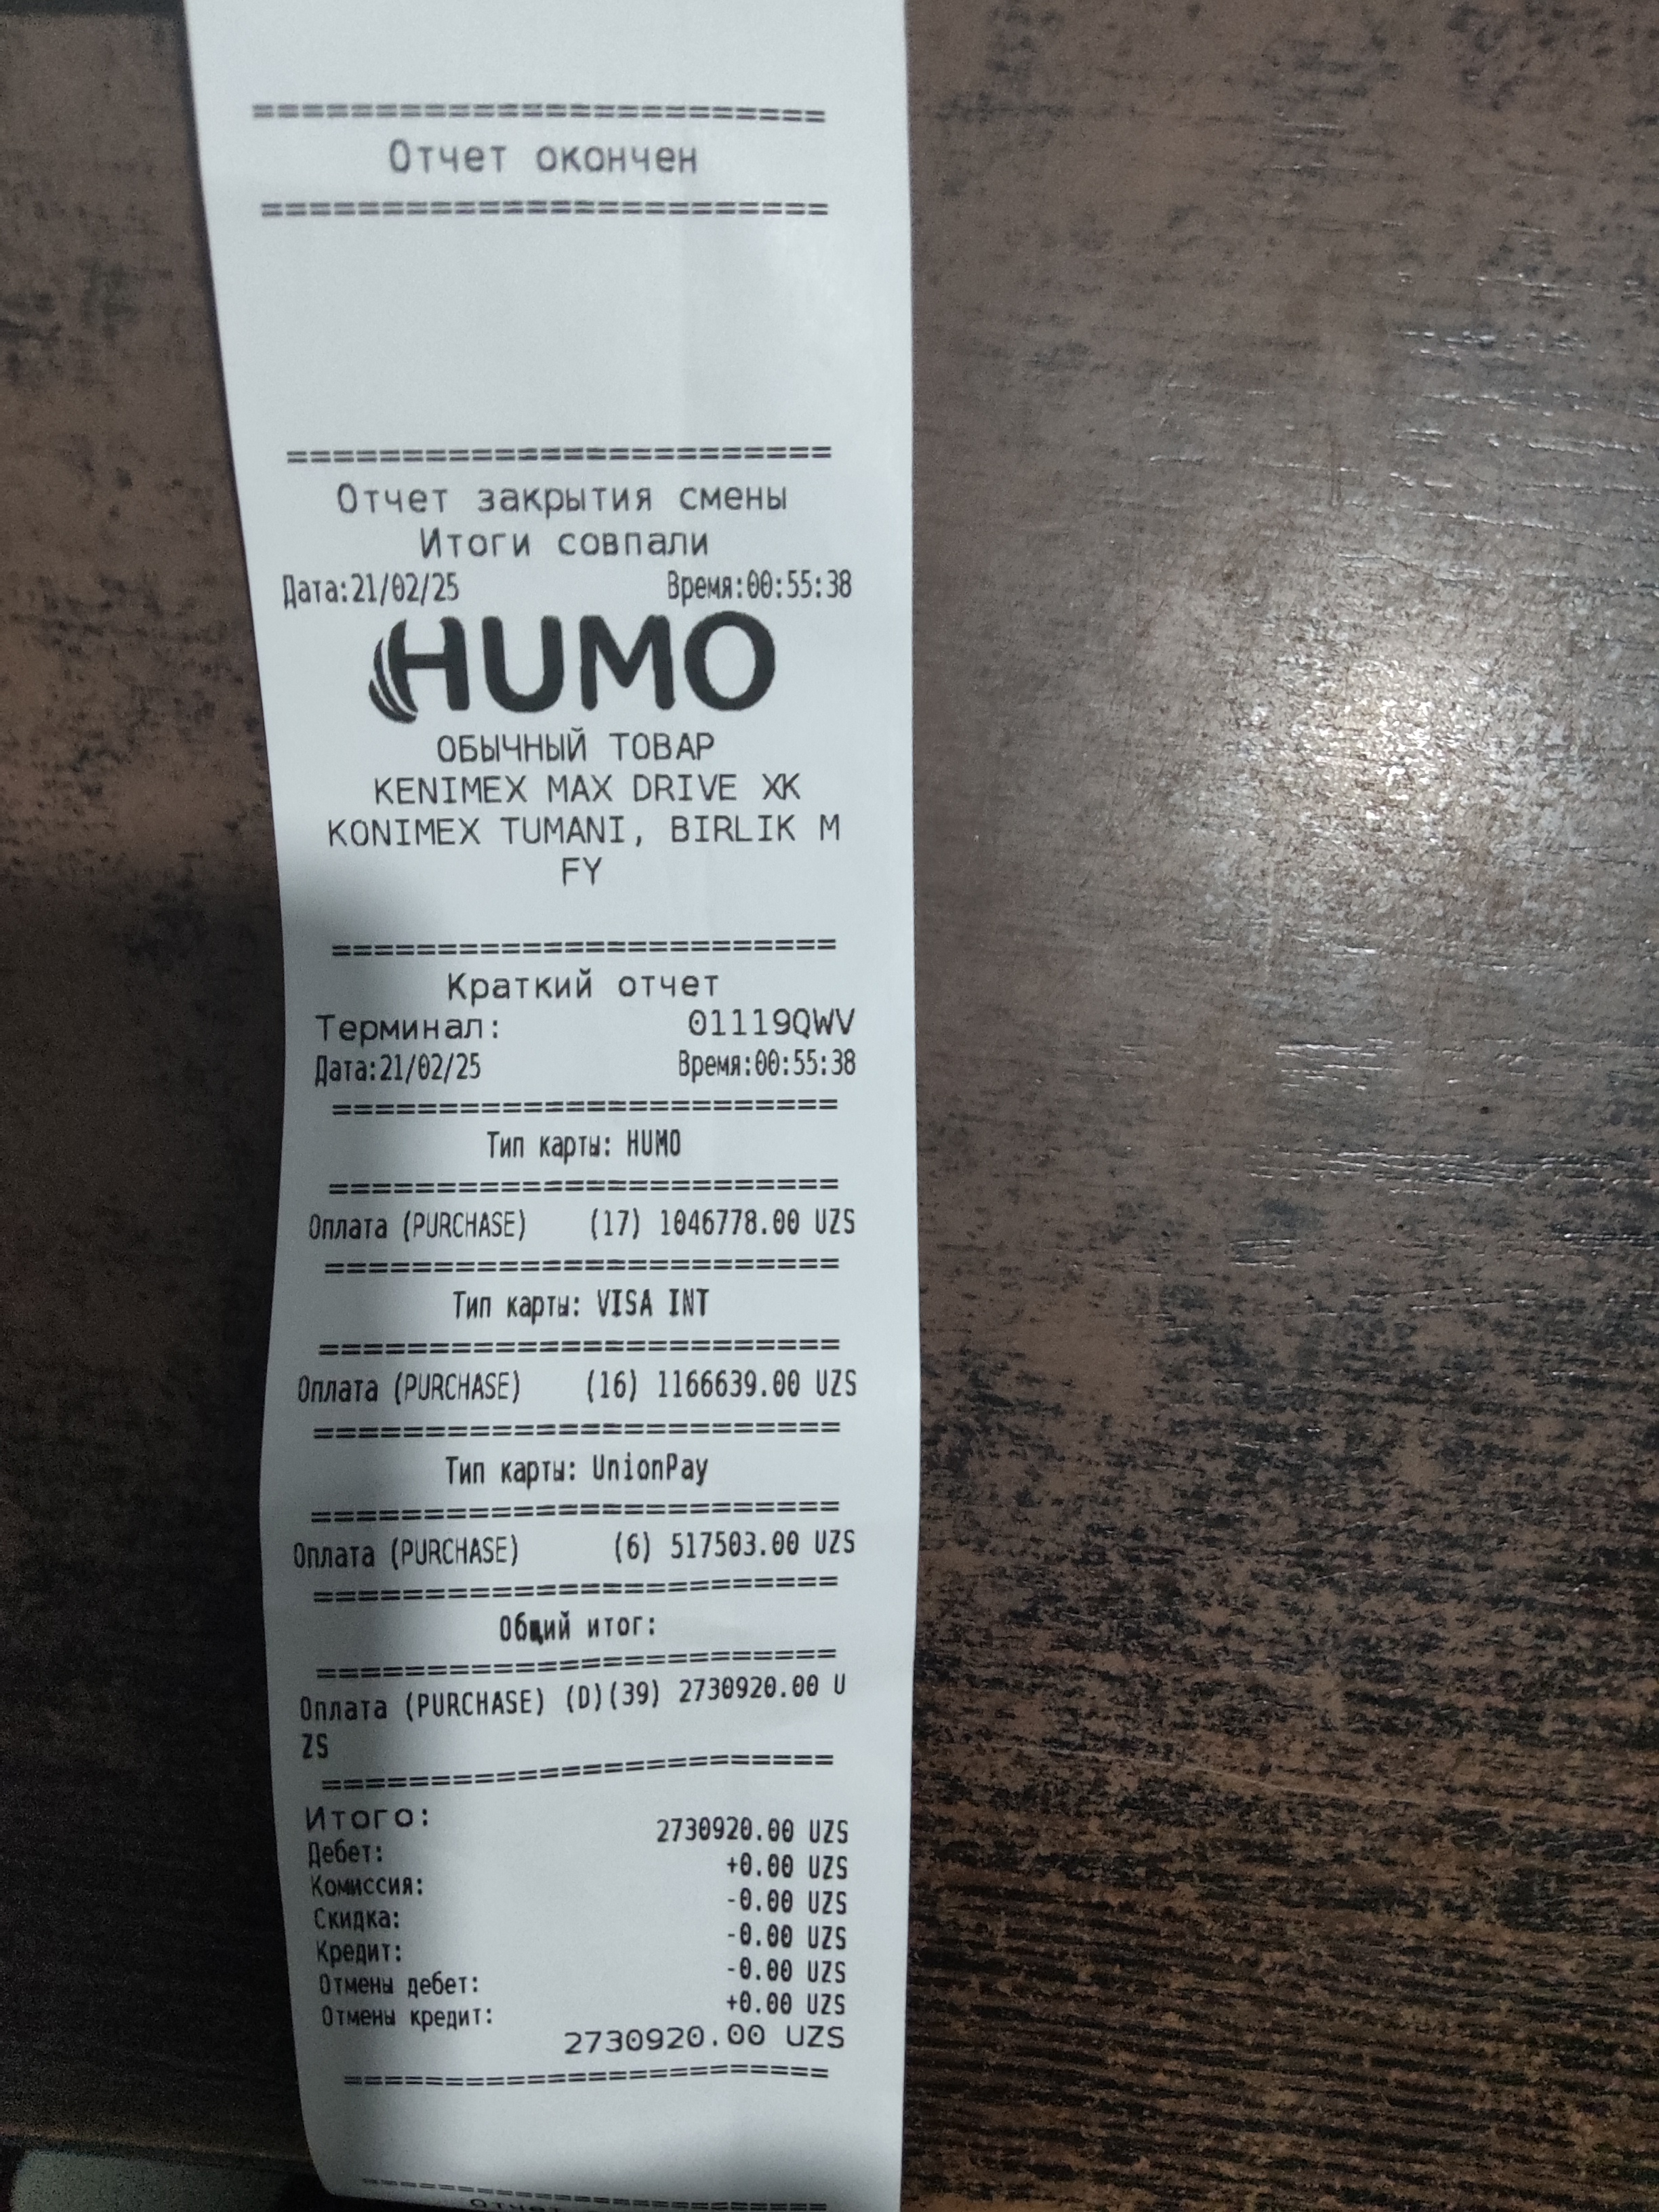 ========================
Отчет окончен
========================
========================
Отчет закрытия смены
Итоги совпали
Дата:21/02/25 Время:00:55:38
HUMO
ОБЫЧНЫЙ ТОВАР
KENIMEX MAX DRIVE XK
KONIMEX TUMANI, BIRLIK M
FY
========================
Краткий отчет
Терминал: 01119QWV
Дата:21/02/25 Время:00:55:38
========================
Тип карты: HUMO
========================
Оплата (PURCHASE) (17) 1046778.00 UZS
========================
Тип карты: VISA INT
========================
Оплата (PURCHASE) (16) 1166639.00 UZS
========================
Тип карты: UnionPay
========================
Оплата (PURCHASE) (6) 517503.00 UZS
========================
Общий итог:
========================
Оплата (PURCHASE) (D)(39) 2730920.00 U
ZS
========================
Итого:
Дебет: 2730920.00 UZS
Комиссия: +0.00 UZS
Скидка: -0.00 UZS
Кредит: -0.00 UZS
Отмены дебет: -0.00 UZS
Отмены кредит: +0.00 UZS
2730920.00 UZS
========================
========================